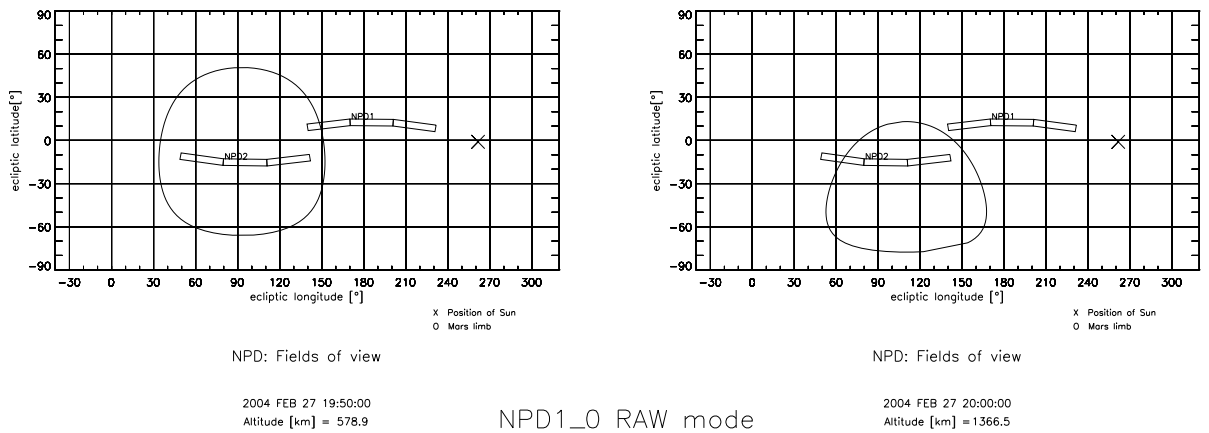 90
60
30
0
-30
-60
-90
ecliptic latitude[°]
NPD1
NPD2
-30 0 30 60 90 120 150 180 210 240 270 300
ecliptic longitude [°]
X Position of Sun
O Mars limb
NPD: Fields of view
2004 FEB 27 19:50:00
Altitude [km] = 578.9
90
60
30
0
-30
-60
-90
ecliptic latitude[°]
NPD1
NPD2
-30 0 30 60 90 120 150 180 210 240 270 300
ecliptic longitude [°]
X Position of Sun
O Mars limb
NPD: Fields of view
2004 FEB 27 20:00:00
Altitude [km] =1366.5
NPD1_0 RAW mode